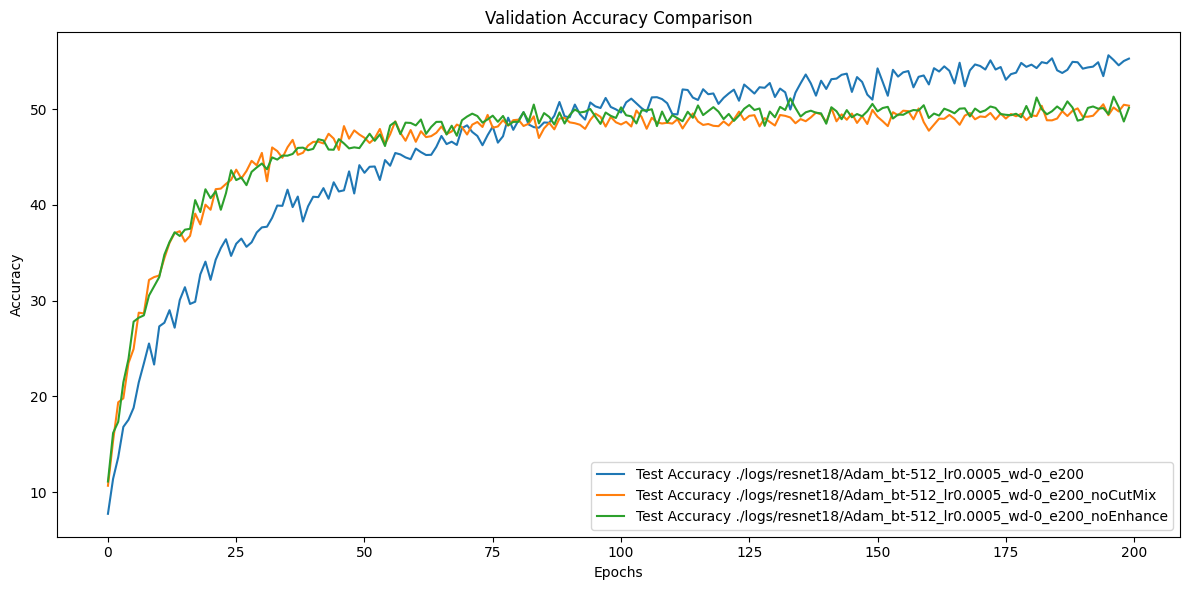 Validation Accuracy Comparison
Accuracy
50
40
30
20
10
Test Accuracy ./logs/resnet18/Adam_bt-512_lr0.0005_wd-0_e200
Test Accuracy ./logs/resnet18/Adam_bt-512_lr0.0005_wd-0_e200_noCutMix
Test Accuracy ./logs/resnet18/Adam_bt-512_lr0.0005_wd-0_e200_noEnhance
0 25 50 75 100 125 150 175 200
Epochs